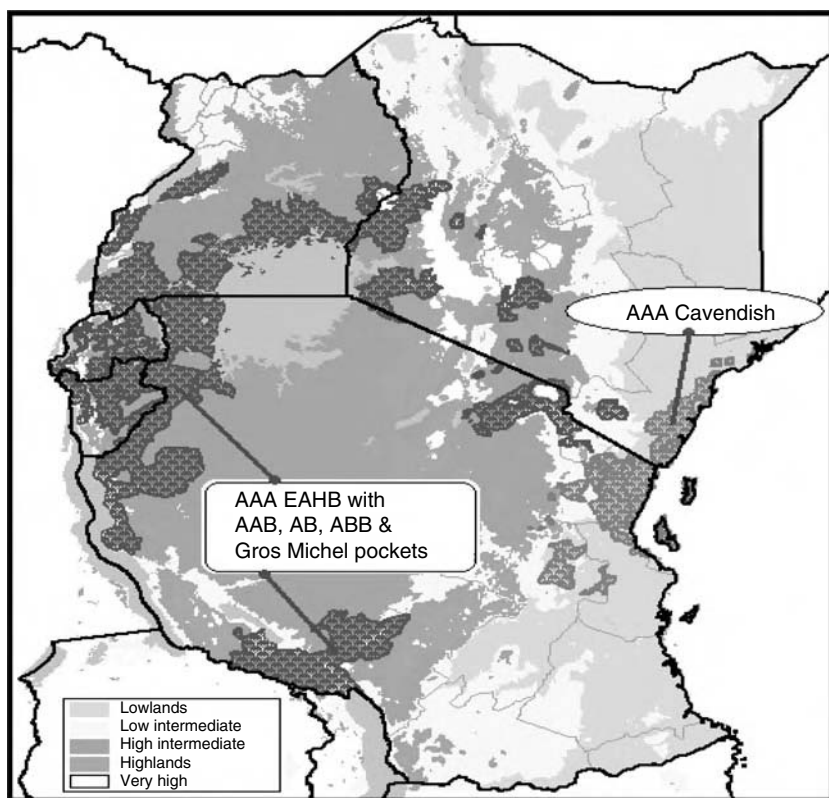 AAA Cavendish
AAA EAHB with
AAB, AB, ABB &
Gros Michel pockets
Lowlands
Low intermediate
High intermediate
Highlands
Very high